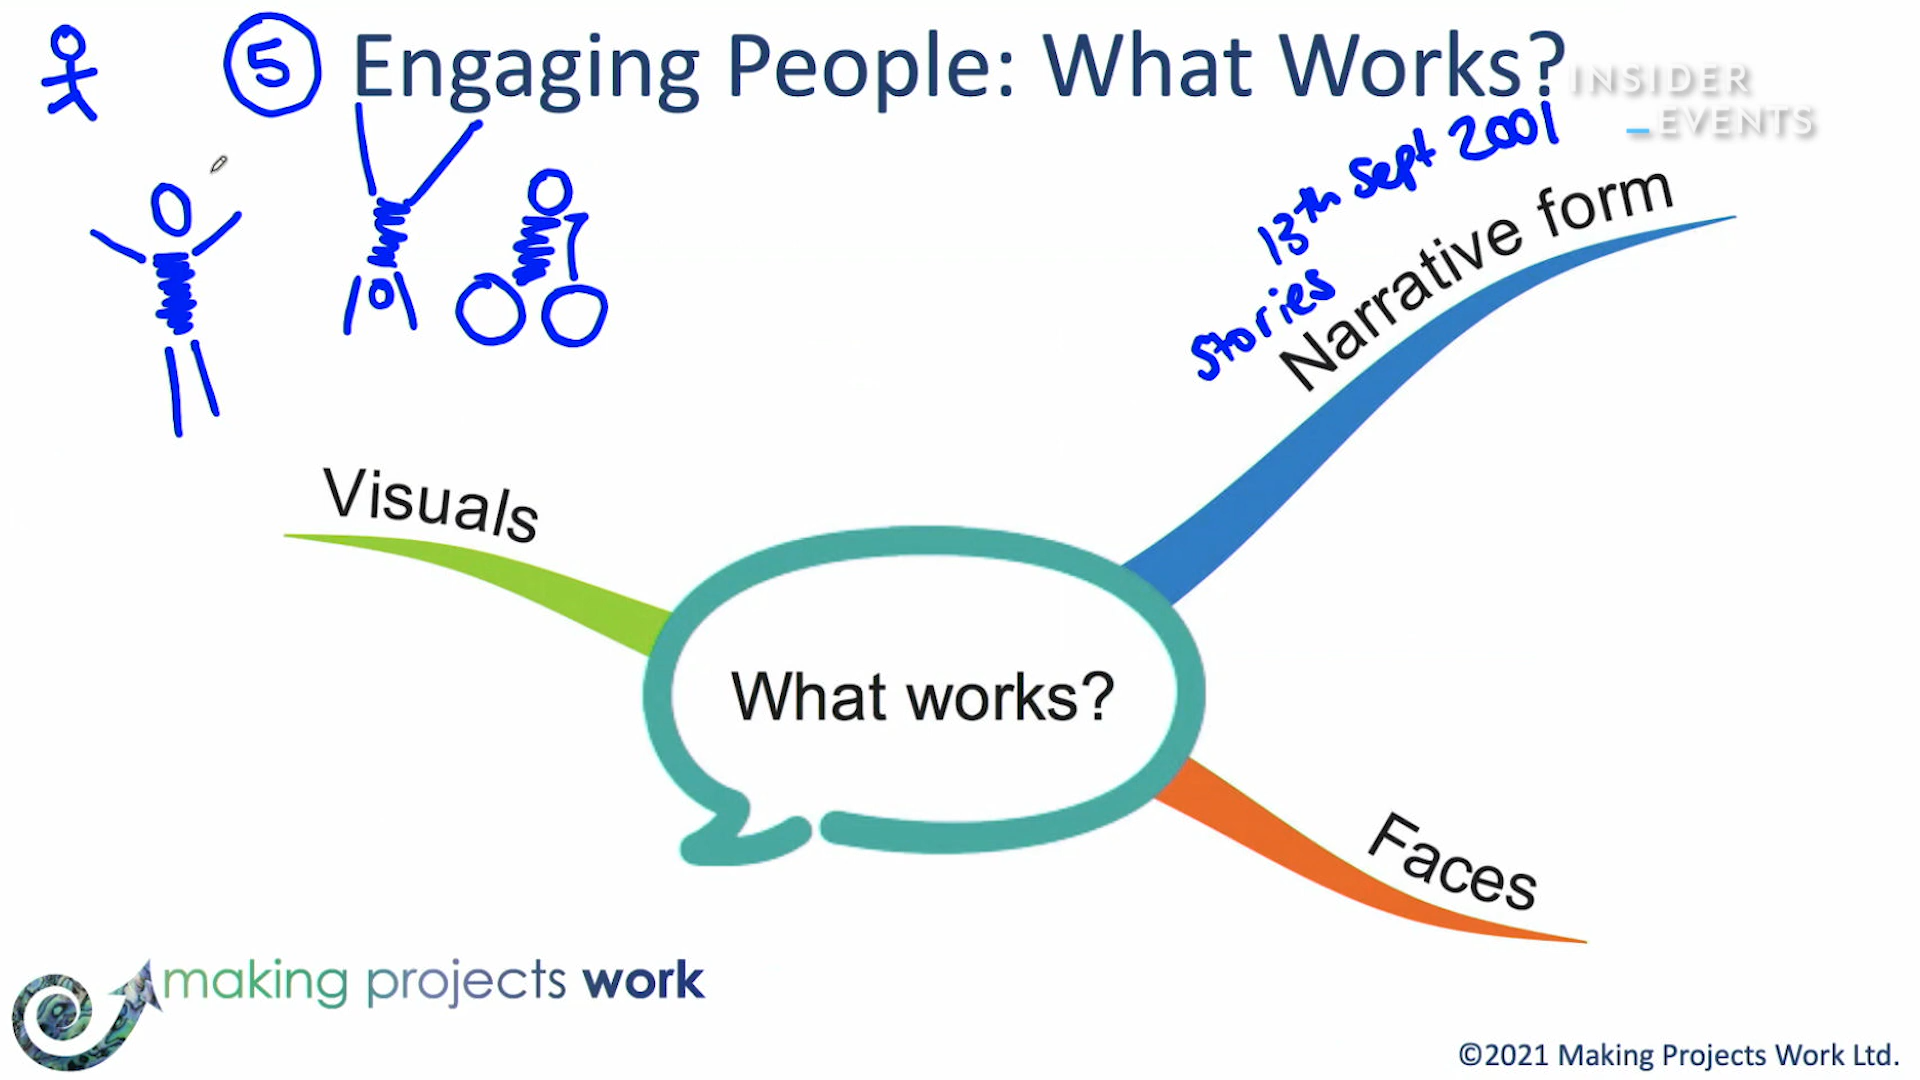 5 Engaging People: What Works?
INSIDER
_EVENTS
13th Sept 2001
stories
Narrative form
Visuals
What works?
Faces
making projects work
©2021 Making Projects Work Ltd.